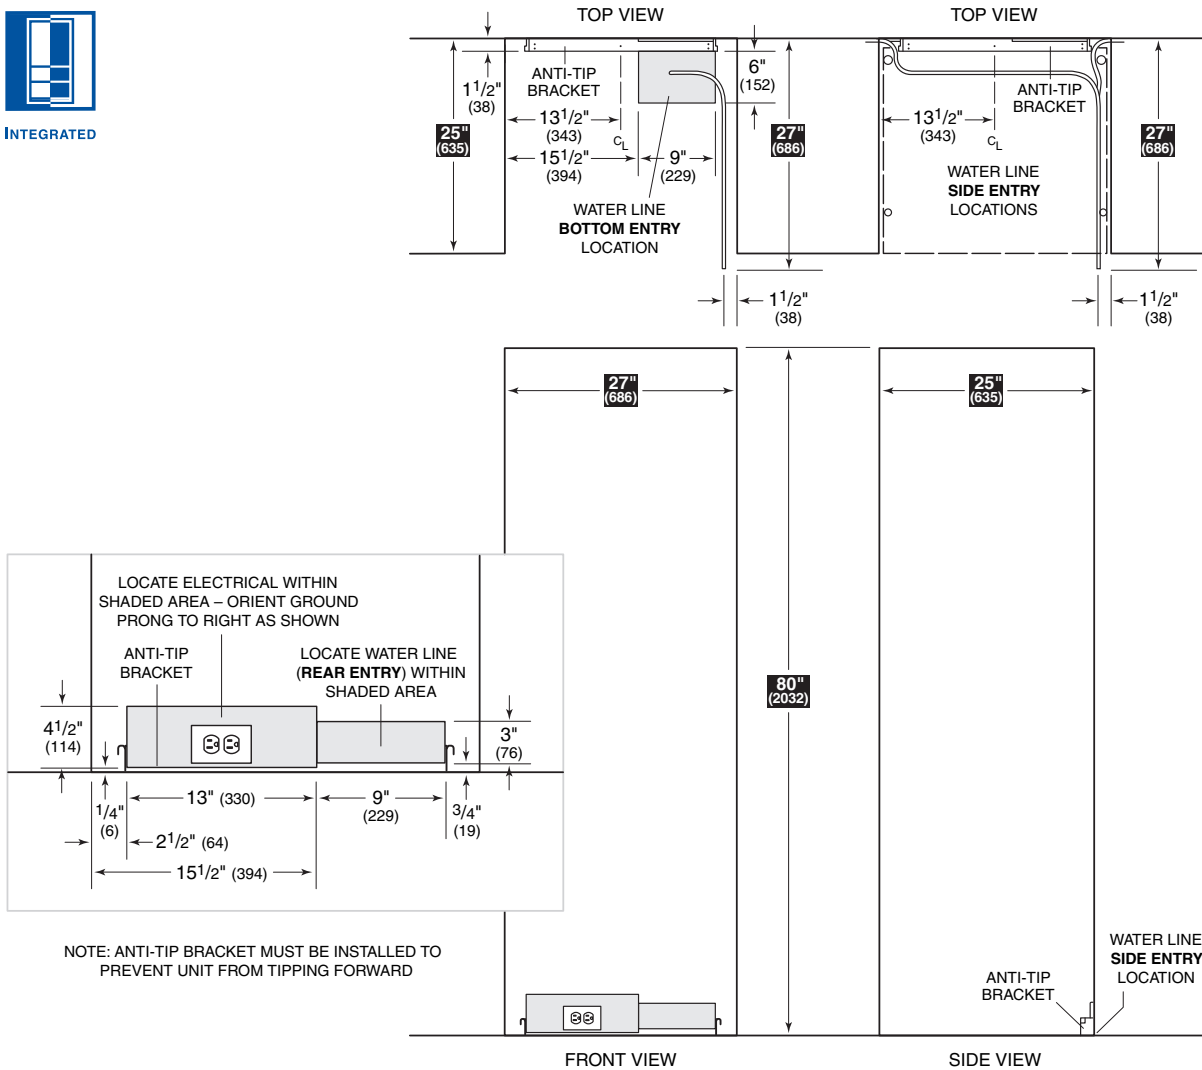 INTEGRATED
TOP VIEW
TOP VIEW
ANTI-TIP
BRACKET
1 1/2"
(38)
6"
(152)
ANTI-TIP
BRACKET
25"
(635)
13 1/2"
(343)
CL
27"
(686)
13 1/2"
(343)
CL
27"
(686)
15 1/2"
(394)
9"
(229)
WATER LINE
BOTTOM ENTRY
LOCATION
WATER LINE
SIDE ENTRY
LOCATIONS
1 1/2"
(38)
1 1/2"
(38)
27"
(686)
25"
(635)
80"
(2032)
LOCATE ELECTRICAL WITHIN
SHADED AREA – ORIENT GROUND
PRONG TO RIGHT AS SHOWN
ANTI-TIP
BRACKET
LOCATE WATER LINE
(REAR ENTRY) WITHIN
SHADED AREA
4 1/2"
(114)
3"
(76)
1/4"
(6)
13" (330)
9"
(229)
3/4"
(19)
2 1/2" (64)
15 1/2" (394)
NOTE: ANTI-TIP BRACKET MUST BE INSTALLED TO
PREVENT UNIT FROM TIPPING FORWARD
ANTI-TIP
BRACKET
WATER LINE
SIDE ENTRY
LOCATION
FRONT VIEW
SIDE VIEW